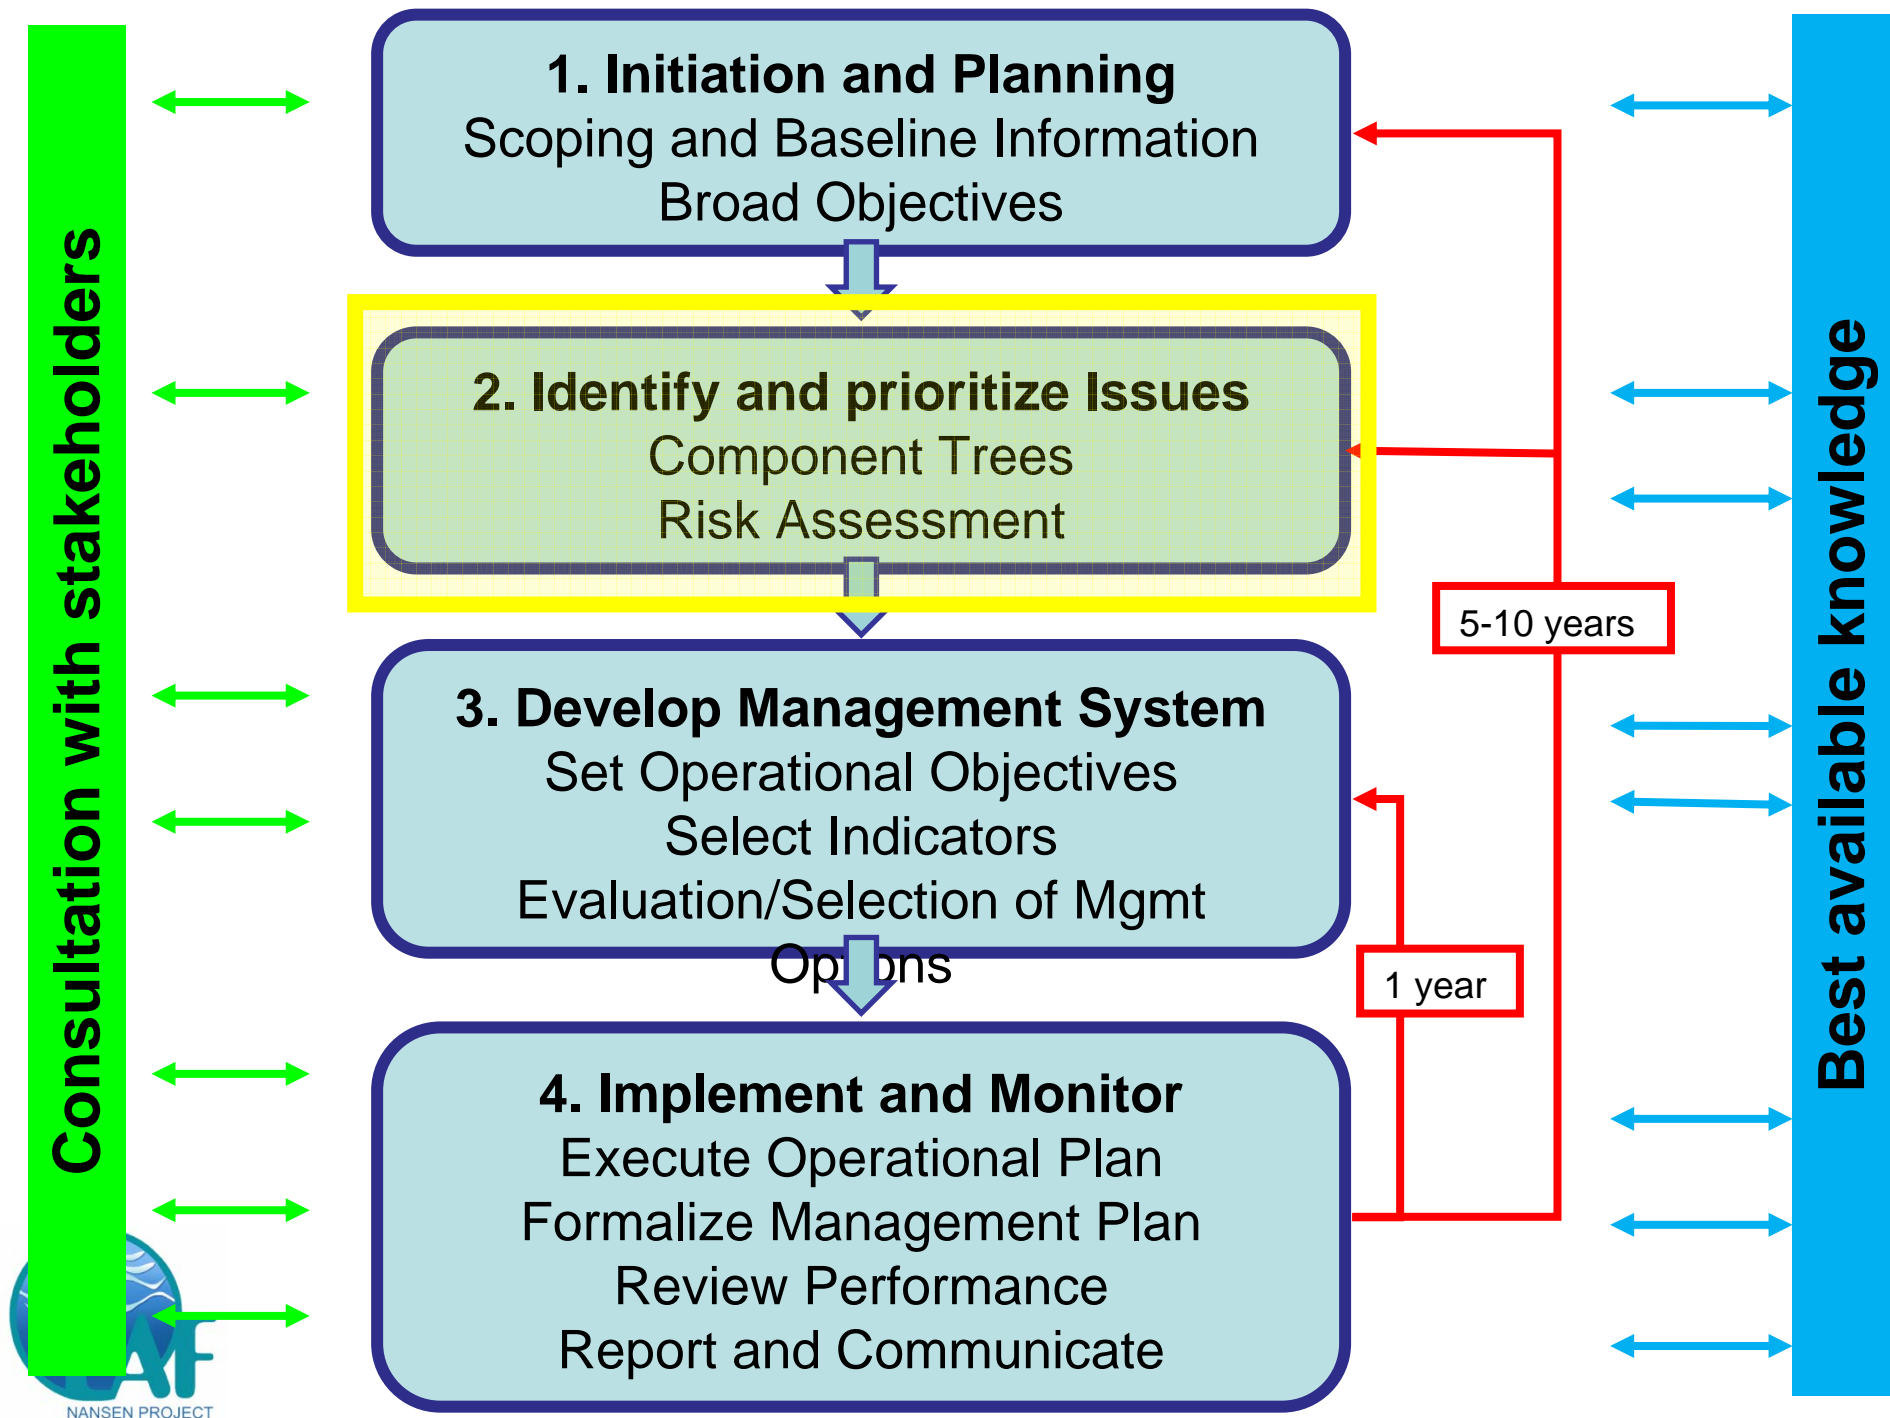 Consultation with stakeholders
1. Initiation and Planning
Scoping and Baseline Information
Broad Objectives
2. Identify and prioritize Issues
Component Trees
Risk Assessment
3. Develop Management System
Set Operational Objectives
Select Indicators
Evaluation/Selection of Mgmt
Options
4. Implement and Monitor
Execute Operational Plan
Formalize Management Plan
Review Performance
Report and Communicate
5-10 years
1 year
Best available knowledge
NANSEN PROJECT